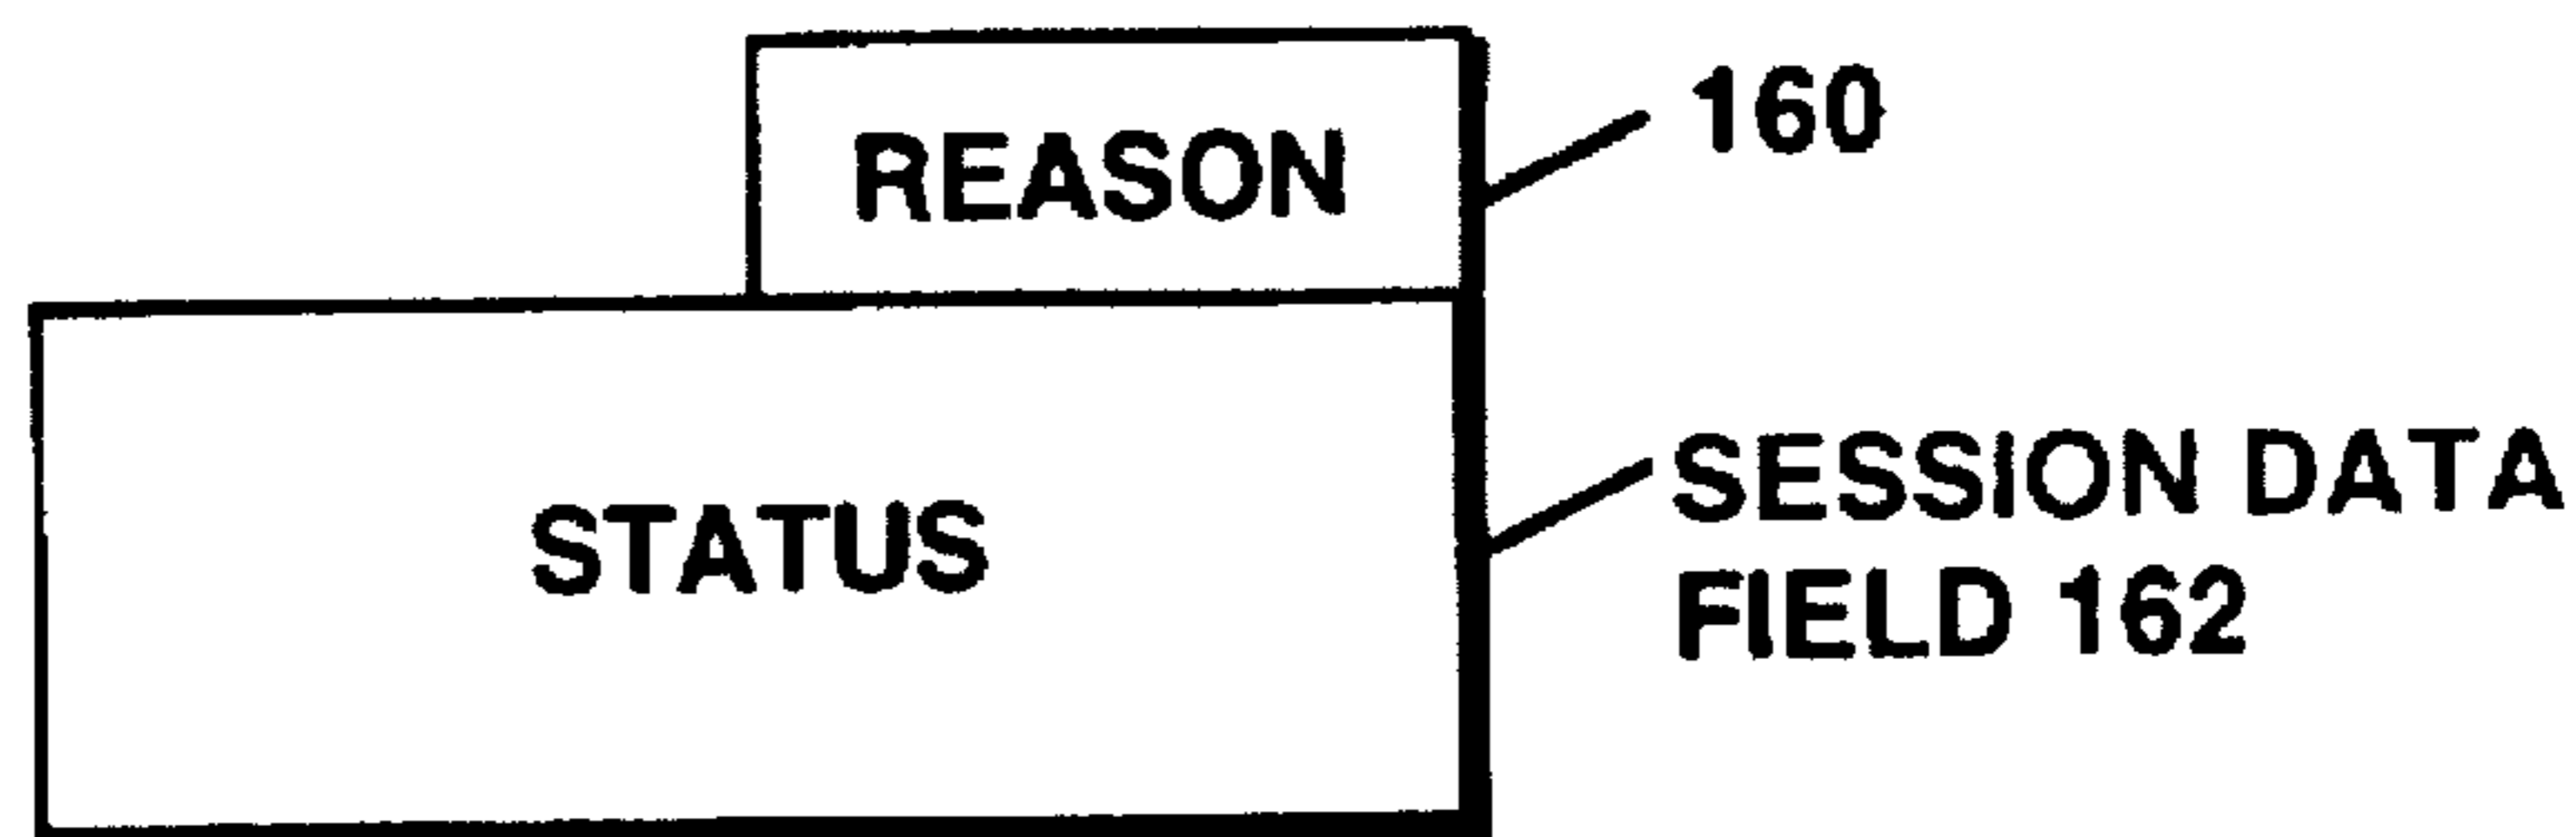 REASON
160
STATUS
SESSION DATA
FIELD 162